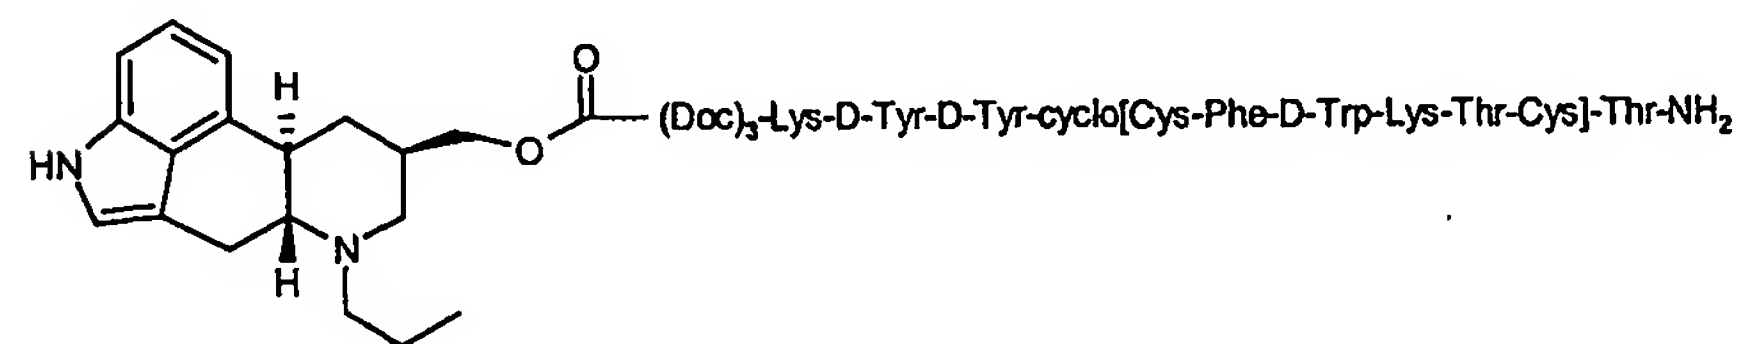 O
H
(Doc)3-Lys-D-Tyr-D-Tyr-cyclo[Cys-Phe-D-Trp-Lys-Thr-Cys]-Thr-NH2
O
HN
N
H